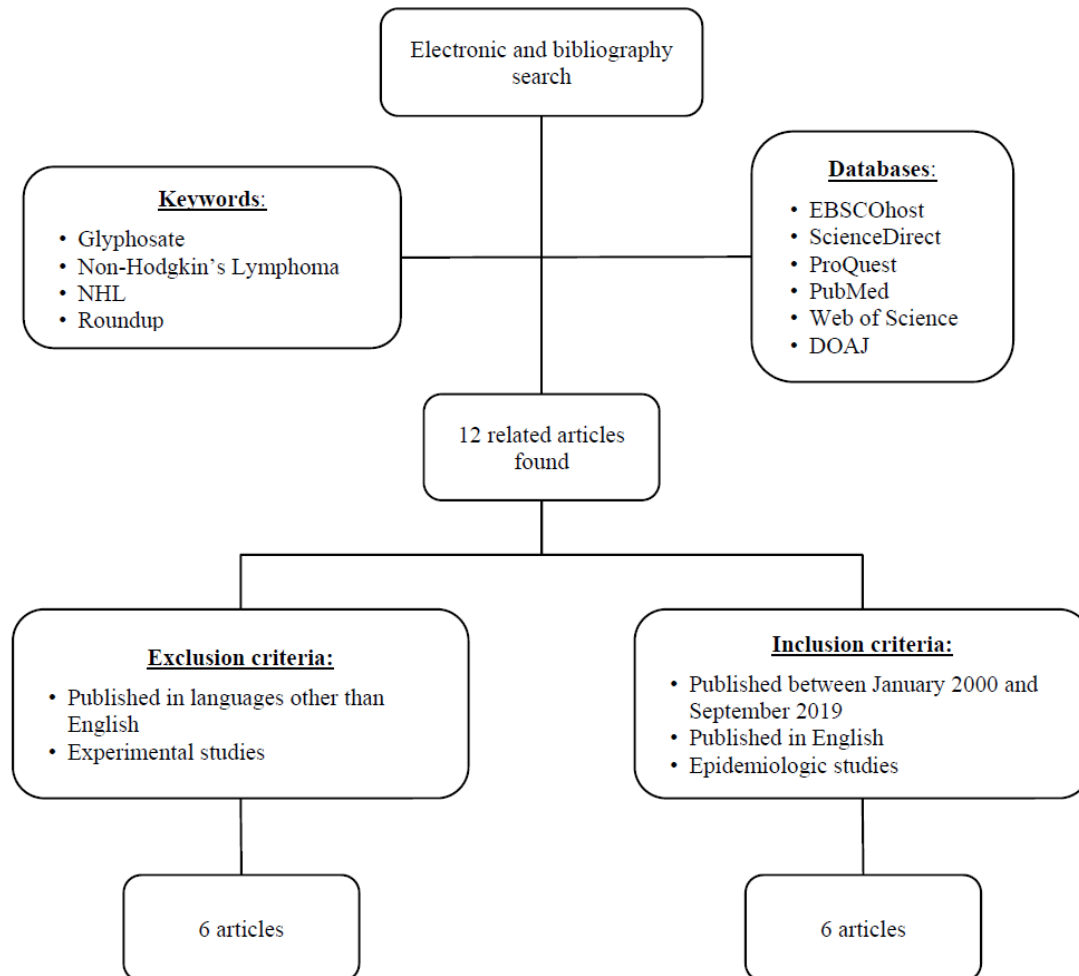 Electronic and bibliography
search
Keywords:
• Glyphosate
• Non-Hodgkin’s Lymphoma
• NHL
• Roundup
Databases:
• EBSCOhost
• ScienceDirect
• ProQuest
• PubMed
• Web of Science
• DOAJ
12 related articles
found
Exclusion criteria:
• Published in languages other than
English
• Experimental studies
Inclusion criteria:
• Published between January 2000 and
September 2019
• Published in English
• Epidemiologic studies
6 articles
6 articles